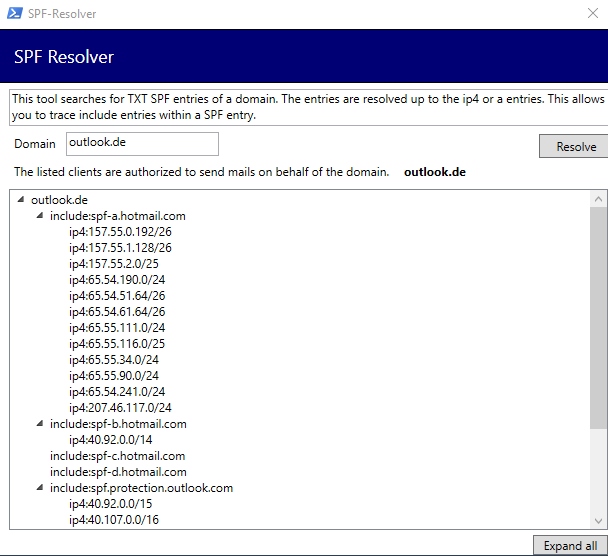 SPF-Resolver
SPF Resolver
This tool searches for TXT SPF entries of a domain. The entries are resolved up to the ip4 or a entries. This allows
you to trace include entries within a SPF entry.
Domain outlook.de Resolve
The listed clients are authorized to send mails on behalf of the domain. outlook.de
outlook.de
include:spf-a.hotmail.com
ip4:157.55.0.192/26
ip4:157.55.1.128/26
ip4:157.55.2.0/25
ip4:65.54.190.0/24
ip4:65.54.51.64/26
ip4:65.54.61.64/26
ip4:65.55.111.0/24
ip4:65.55.116.0/25
ip4:65.55.34.0/24
ip4:65.55.90.0/24
ip4:65.54.241.0/24
ip4:207.46.117.0/24
include:spf-b.hotmail.com
ip4:40.92.0.0/14
include:spf-c.hotmail.com
include:spf-d.hotmail.com
include:spf.protection.outlook.com
ip4:40.92.0.0/15
ip4:40.107.0.0/16
Expand all